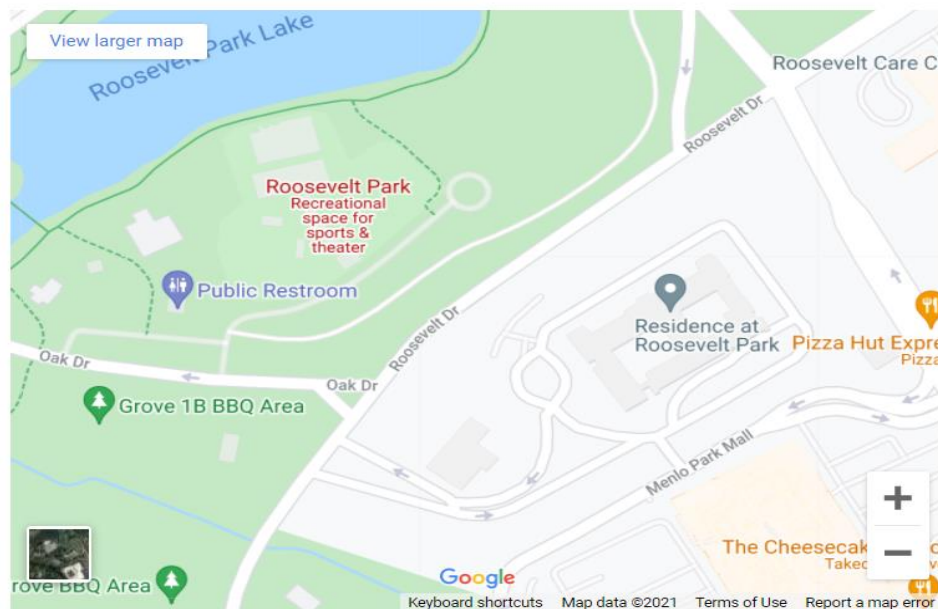 View larger map
Roosevelt Park Lake
Roosevelt Care C
Roosevelt Dr
Roosevelt Park
Recreational
space for
sports &
theater
Public Restroom
Residence at
Roosevelt Park
Pizza Hut Expre
Pizza
Roosevelt Dr
Oak Dr
Oak Dr
Grove 1B BBQ Area
Menlo Park Mall
The Cheesecak
Take
rove BBQ Area
Google
Keyboard shortcuts Map data ©2021 Terms of Use Report a map error